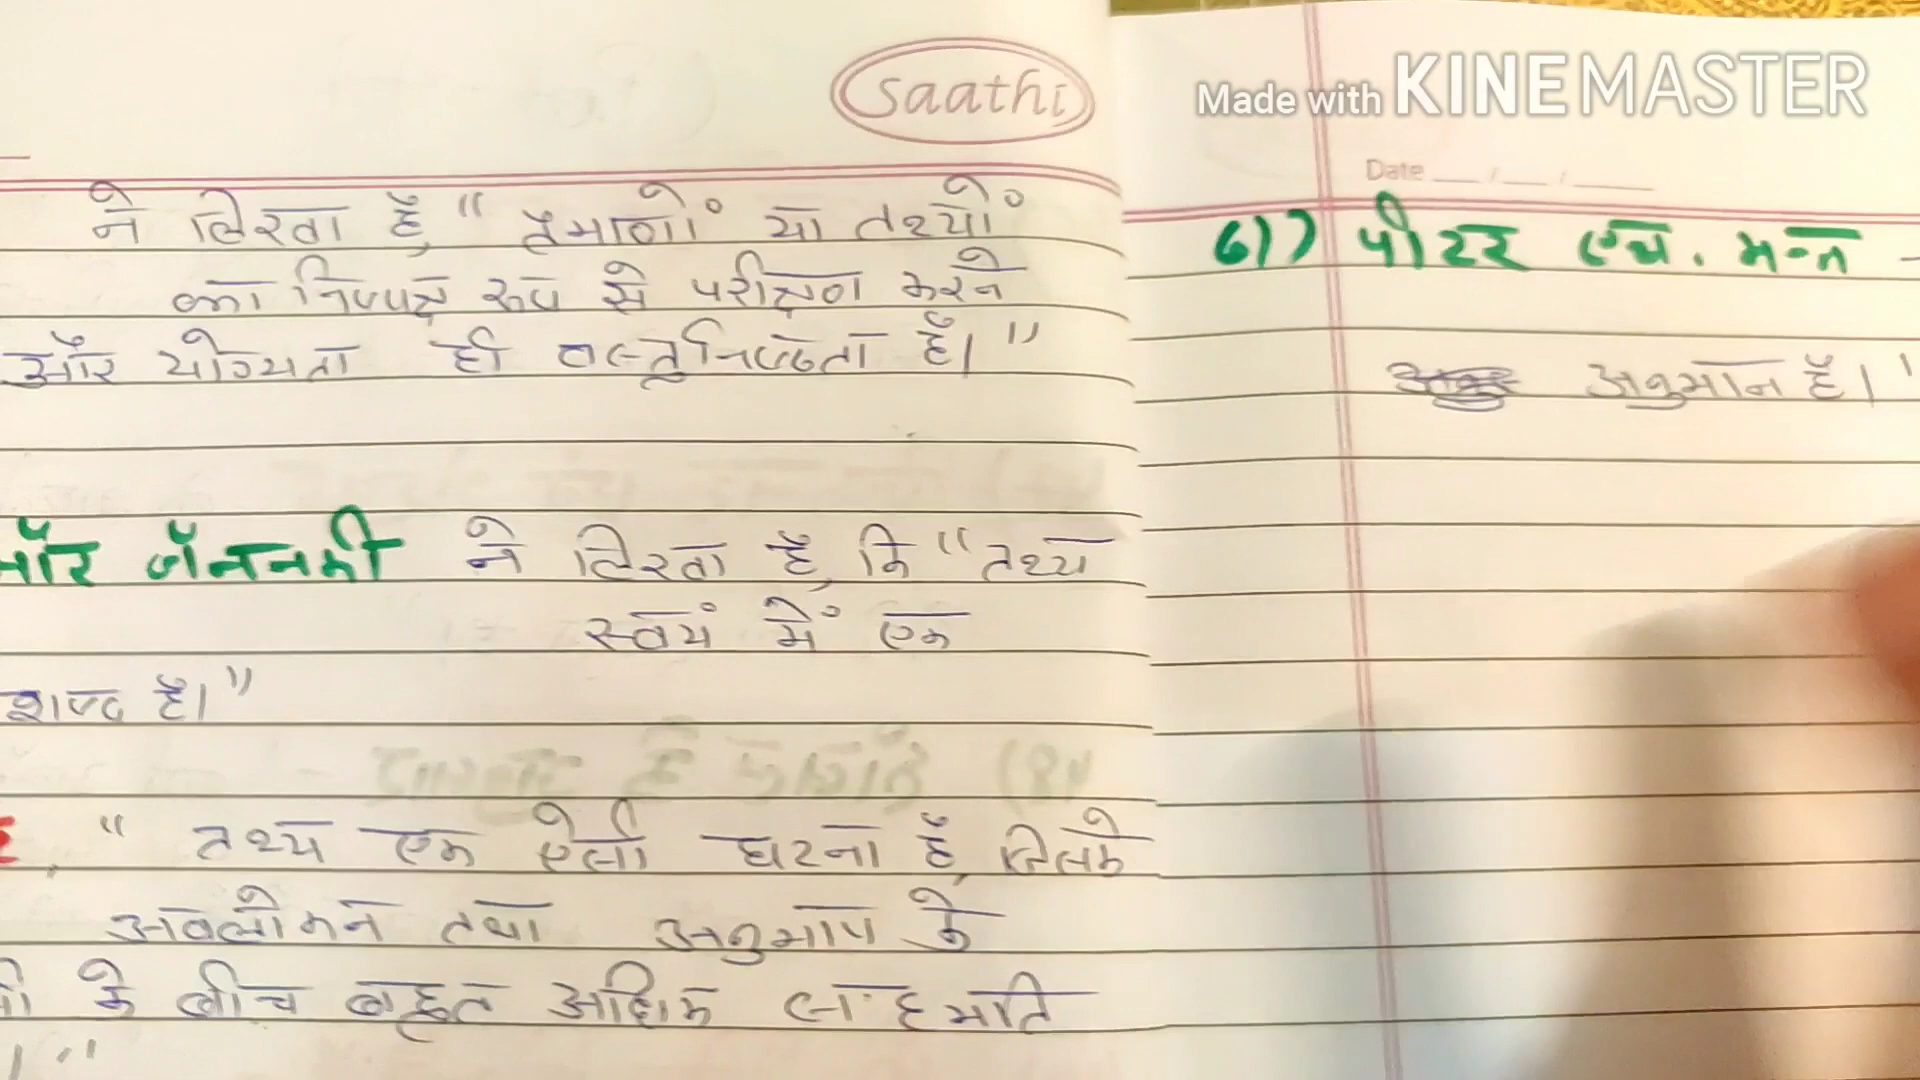 saathi
Made with KINEMASTER
Date
ने लिखा है, " प्रमाणों या तथ्यों
का निष्पक्ष रूप से परीक्षण करने
और योग्यता ही वस्तुनिष्ठता है। "
और जॅननकी ने लिखा है, कि " तथ्य
स्वयं में एक
शब्द है। "
" तथ्य एक ऐसी घटना है, जिसके
अवलोकन तथा अनुमाप के
के बीच बहुत अधिक सहमति
। "
6)) पीटर एच. मन्न -
अनुमान है। "